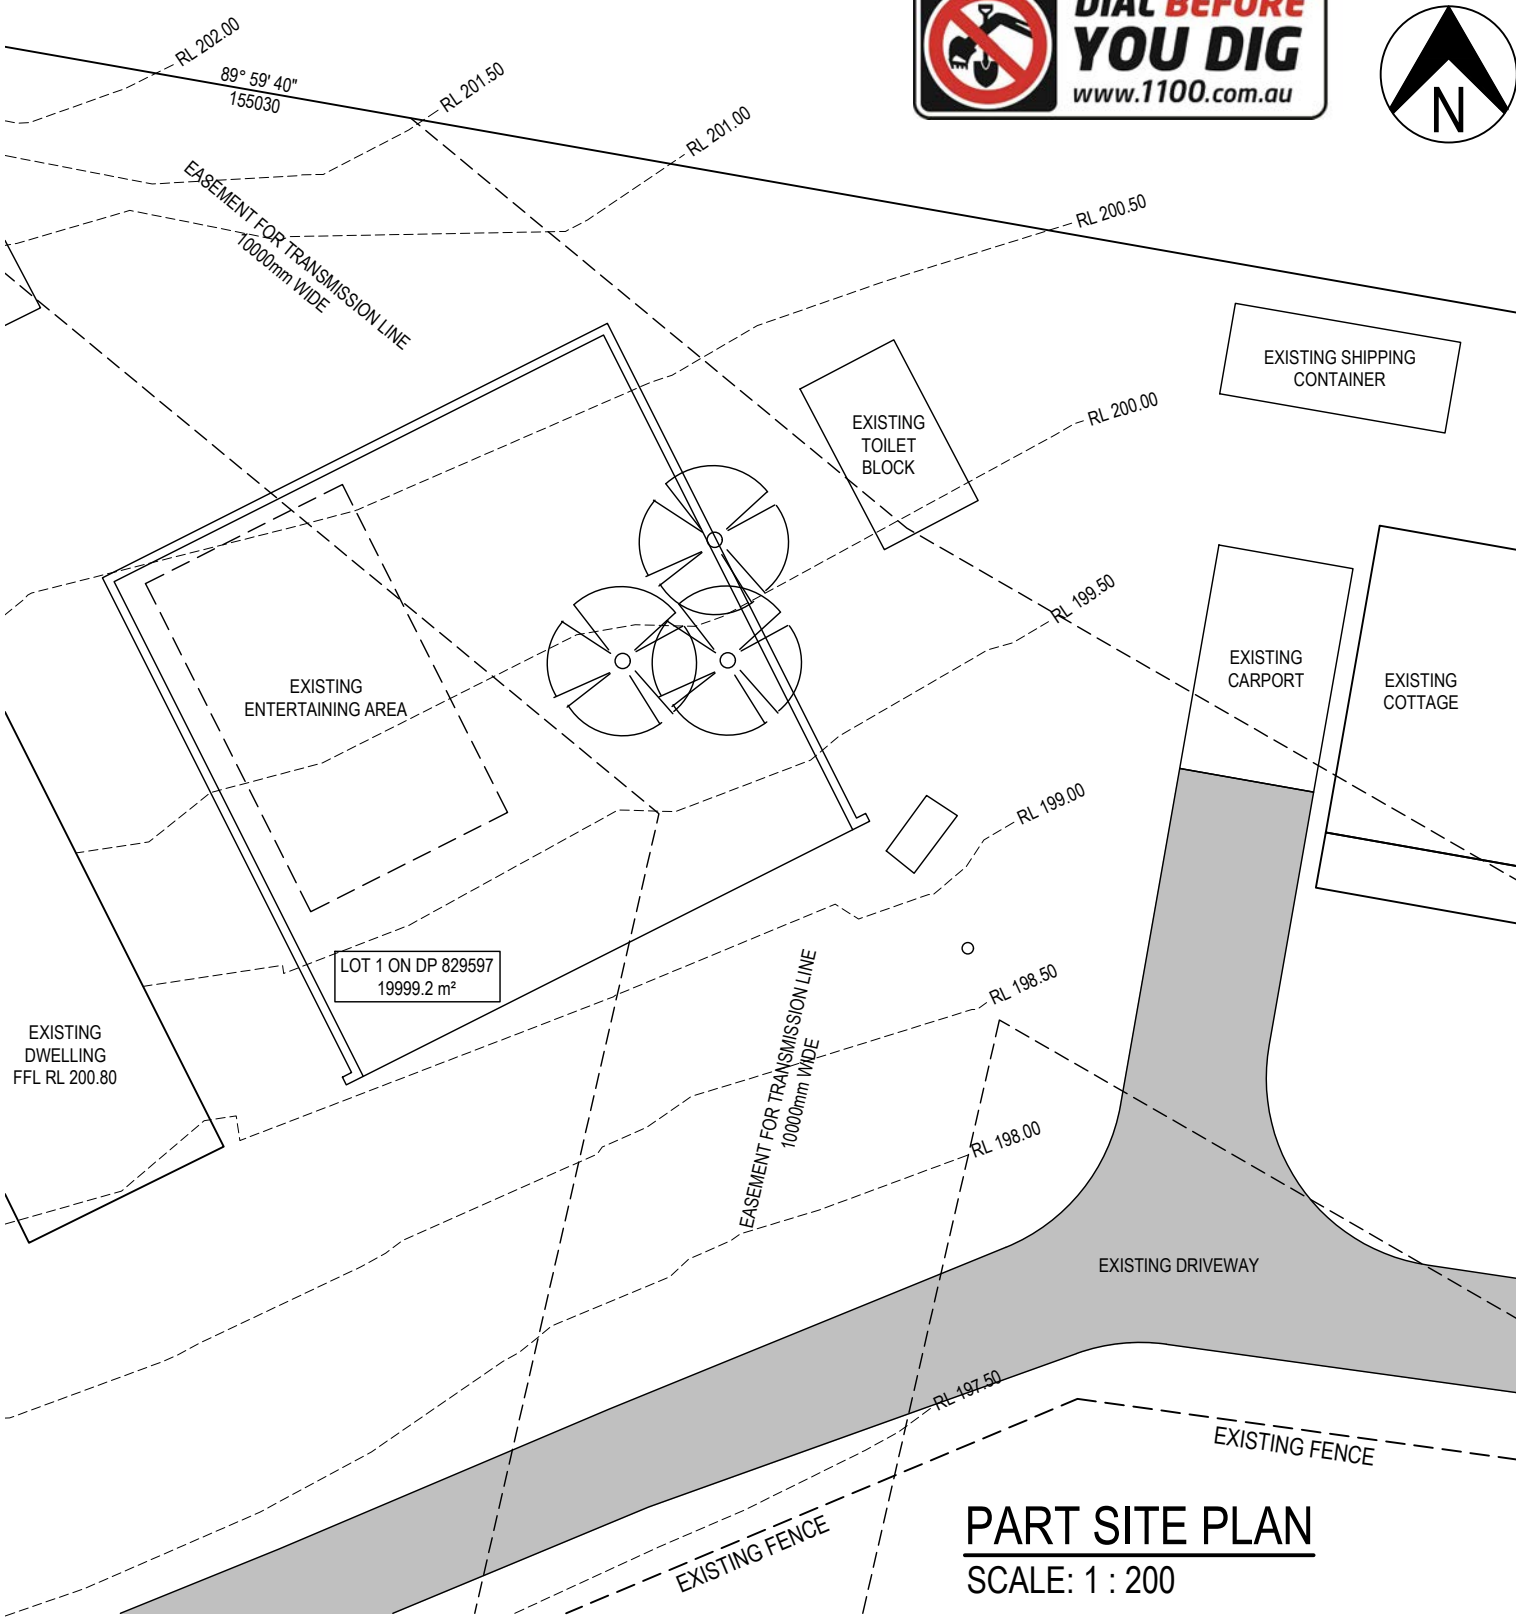 DIAL BEFORE
YOU DIG
www.1100.com.au
N
RL 202.00
89° 59' 40"
155030
RL 201.50
RL 201.00
EASEMENT FOR TRANSMISSION LINE
10000mm WIDE
RL 200.50
EXISTING SHIPPING
CONTAINER
RL 200.00
EXISTING
TOILET
BLOCK
RL 199.50
EXISTING
CARPORT
EXISTING
COTTAGE
EXISTING
ENTERTAINING AREA
RL 199.00
LOT 1 ON DP 829597
19999.2 m²
RL 198.50
EXISTING
DWELLING
FFL RL 200.80
EASEMENT FOR TRANSMISSION LINE
10000mm WIDE
RL 198.00
EXISTING DRIVEWAY
RL 197.50
EXISTING FENCE
EXISTING FENCE
PART SITE PLAN
SCALE: 1 : 200